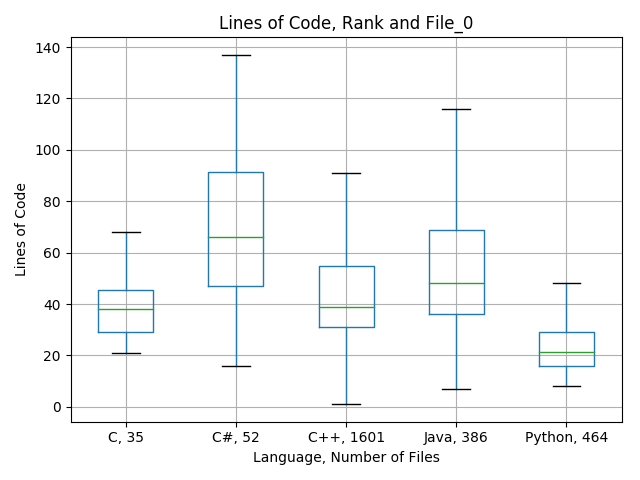 Lines of Code, Rank and File_0
Lines of Code
140
120
100
80
60
40
20
0
C, 35
C#, 52
C++, 1601
Java, 386
Python, 464
Language, Number of Files